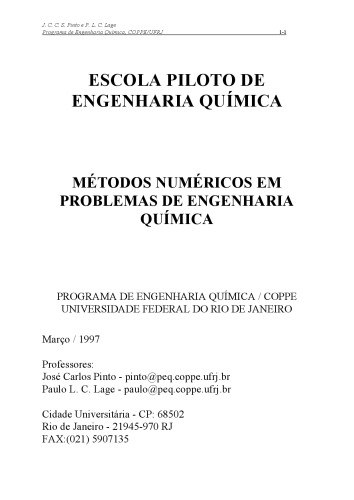 J. C. C. S. Pinto e P. L. C. Lage
Programa de Engenharia Química, COPPE/UFRJ 1-1
ESCOLA PILOTO DE
ENGENHARIA QUÍMICA
MÉTODOS NUMÉRICOS EM
PROBLEMAS DE ENGENHARIA
QUÍMICA
PROGRAMA DE ENGENHARIA QUÍMICA / COPPE
UNIVERSIDADE FEDERAL DO RIO DE JANEIRO
Março / 1997
Professores:
José Carlos Pinto - pinto@peq.coppe.ufrj.br
Paulo L. C. Lage - paulo@peq.coppe.ufrj.br
Cidade Universitária - CP: 68502
Rio de Janeiro - 21945-970 RJ
FAX:(021) 5907135